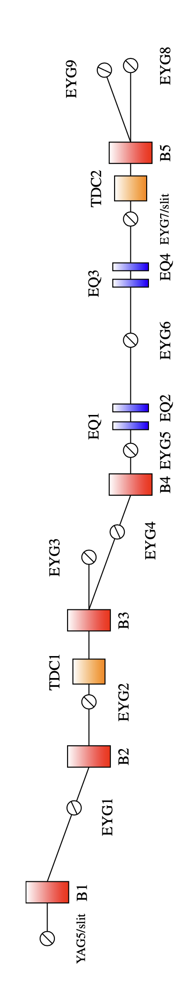 EYG9
EYG8
B5
TDC2
EYG7/slit
EQ4
EQ3
EYG6
EQ2
EQ1
EYG5
B4
EYG4
EYG3
B3
TDC1
EYG2
B2
EYG1
B1
YAG5/slit